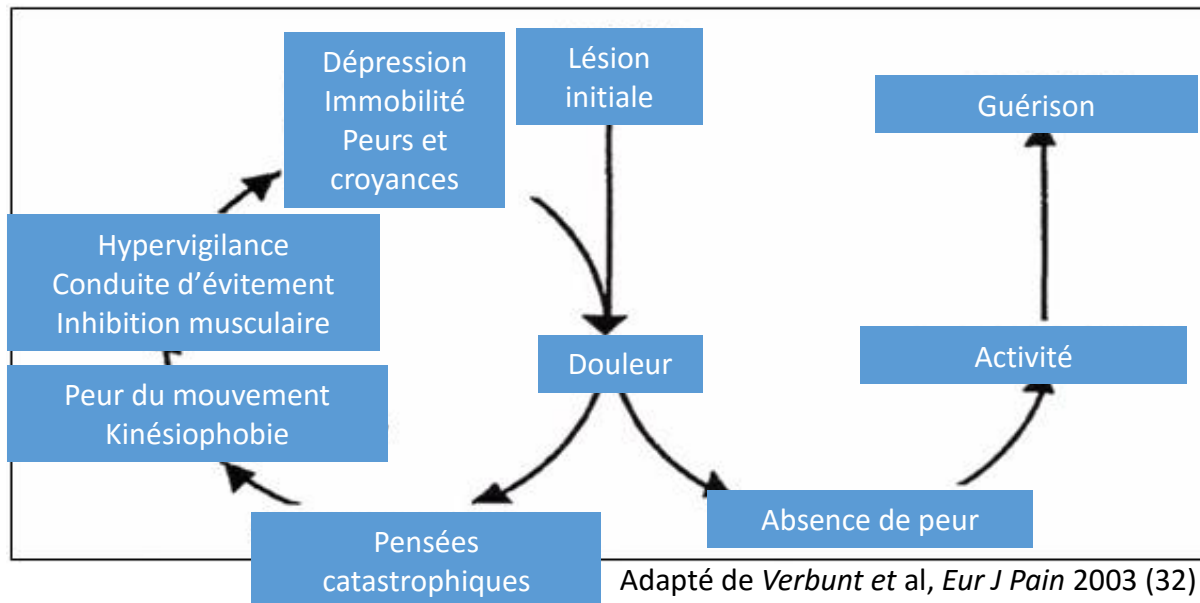 Dépression
Immobilité
Peurs et
croyances
Lésion
initiale
Guérison
Hypervigilance
Conduite d’évitement
Inhibition musculaire
Douleur
Activité
Peur du mouvement
Kinésiophobie
Absence de peur
Pensées
catastrophiques
Adapté de Verbunt et al, Eur J Pain 2003 (32)